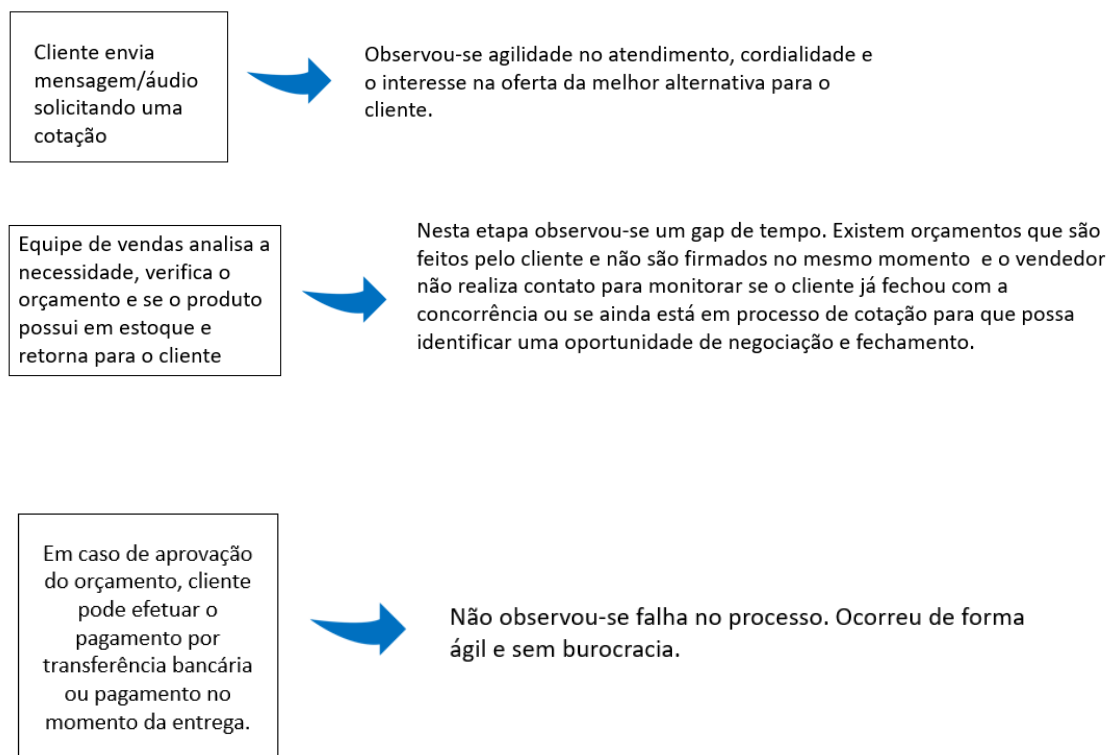 Cliente envia
mensagem/áudio
solicitando uma
cotação
Observou-se agilidade no atendimento, cordialidade e
o interesse na oferta da melhor alternativa para o
cliente.
Equipe de vendas analisa a
necessidade, verifica o
orçamento e se o produto
possui em estoque e
retorna para o cliente
Nesta etapa observou-se um gap de tempo. Existem orçamentos que são
feitos pelo cliente e não são firmados no mesmo momento e o vendedor
não realiza contato para monitorar se o cliente já fechou com a
concorrência ou se ainda está em processo de cotação para que possa
identificar uma oportunidade de negociação e fechamento.
Em caso de aprovação
do orçamento, cliente
pode efetuar o
pagamento por
transferência bancária
ou pagamento no
momento da entrega.
Não observou-se falha no processo. Ocorreu de forma
ágil e sem burocracia.